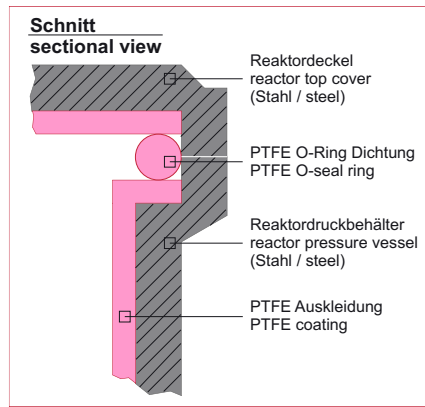 Schnitt
sectional view
Reaktordeckel
reactor top cover
(Stahl / steel)
PTFE O-Ring Dichtung
PTFE O-seal ring
Reaktordruckbehälter
reactor pressure vessel
(Stahl / steel)
PTFE Auskleidung
PTFE coating